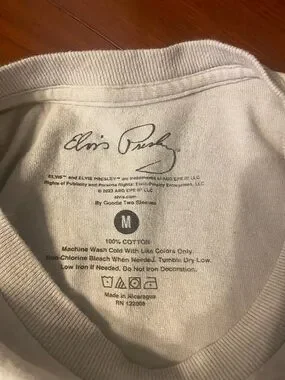 Elvis Presley
ELVIS™ and ELVIS PRESLEY™ are trademarks of ABG EPE IP, LLC
Rights of Publicity and Persona Rights: Elvis Presley Enterprises, LLC
© 2023 ABG EPE IP, LLC
elvis.com
By Goodie Two Sleeves
M
100% COTTON
Machine Wash Cold With Like Colors Only.
Non-Chlorine Bleach When Needed. Tumble Dry Low.
Low Iron If Needed. Do Not Iron Decoration.
Made in Nicaragua
RN 122008